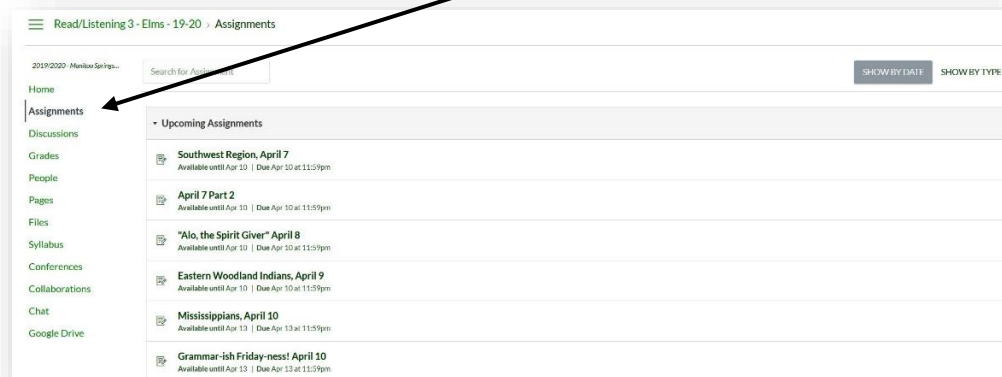 Read/Listening 3 - Elms - 19-20 > Assignments
2019/2020 - Manitou Springs...
Search for Assignment
SHOW BY DATE SHOW BY TYPE
Home
Assignments
Discussions
Grades
People
Pages
Files
Syllabus
Conferences
Collaborations
Chat
Google Drive
Upcoming Assignments
Southwest Region, April 7
Available until Apr 10 | Due Apr 10 at 11:59pm
April 7 Part 2
Available until Apr 10 | Due Apr 10 at 11:59pm
"Alo, the Spirit Giver" April 8
Available until Apr 10 | Due Apr 10 at 11:59pm
Eastern Woodland Indians, April 9
Available until Apr 10 | Due Apr 10 at 11:59pm
Mississippians, April 10
Available until Apr 13 | Due Apr 13 at 11:59pm
Grammar-ish Friday-ness! April 10
Available until Apr 13 | Due Apr 13 at 11:59pm